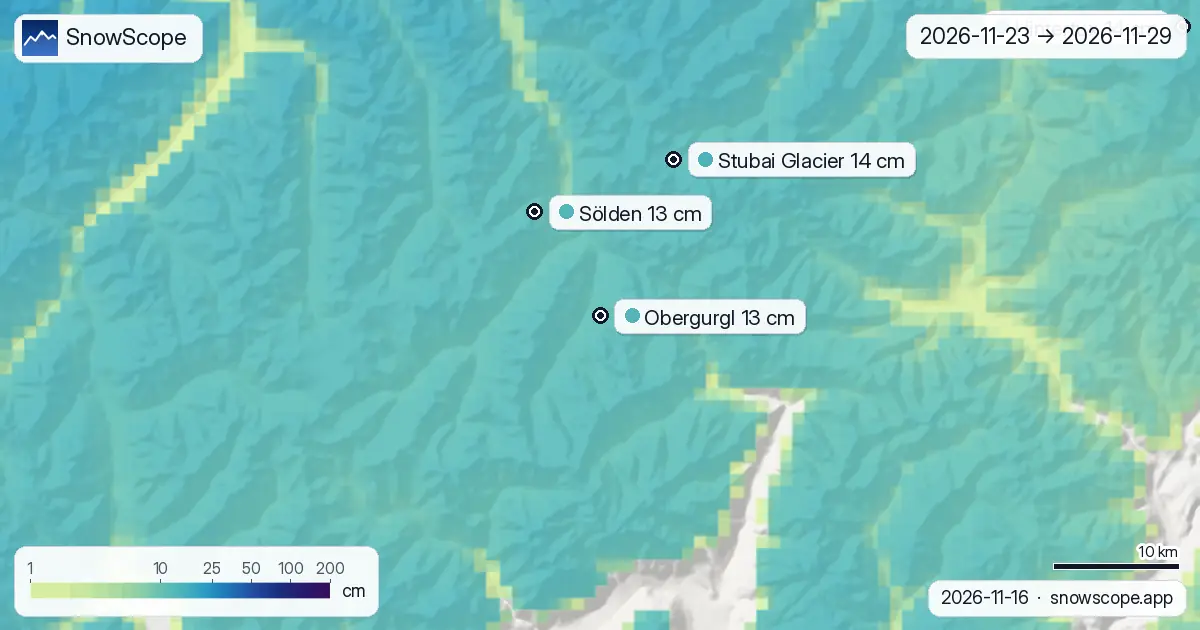 SnowScope
2026-11-23 → 2026-11-29
Stubai Glacier 14 cm
Sölden 13 cm
Obergurgl 13 cm
1 10 25 50 100 200
cm
10 km
2026-11-16 · snowscope.app